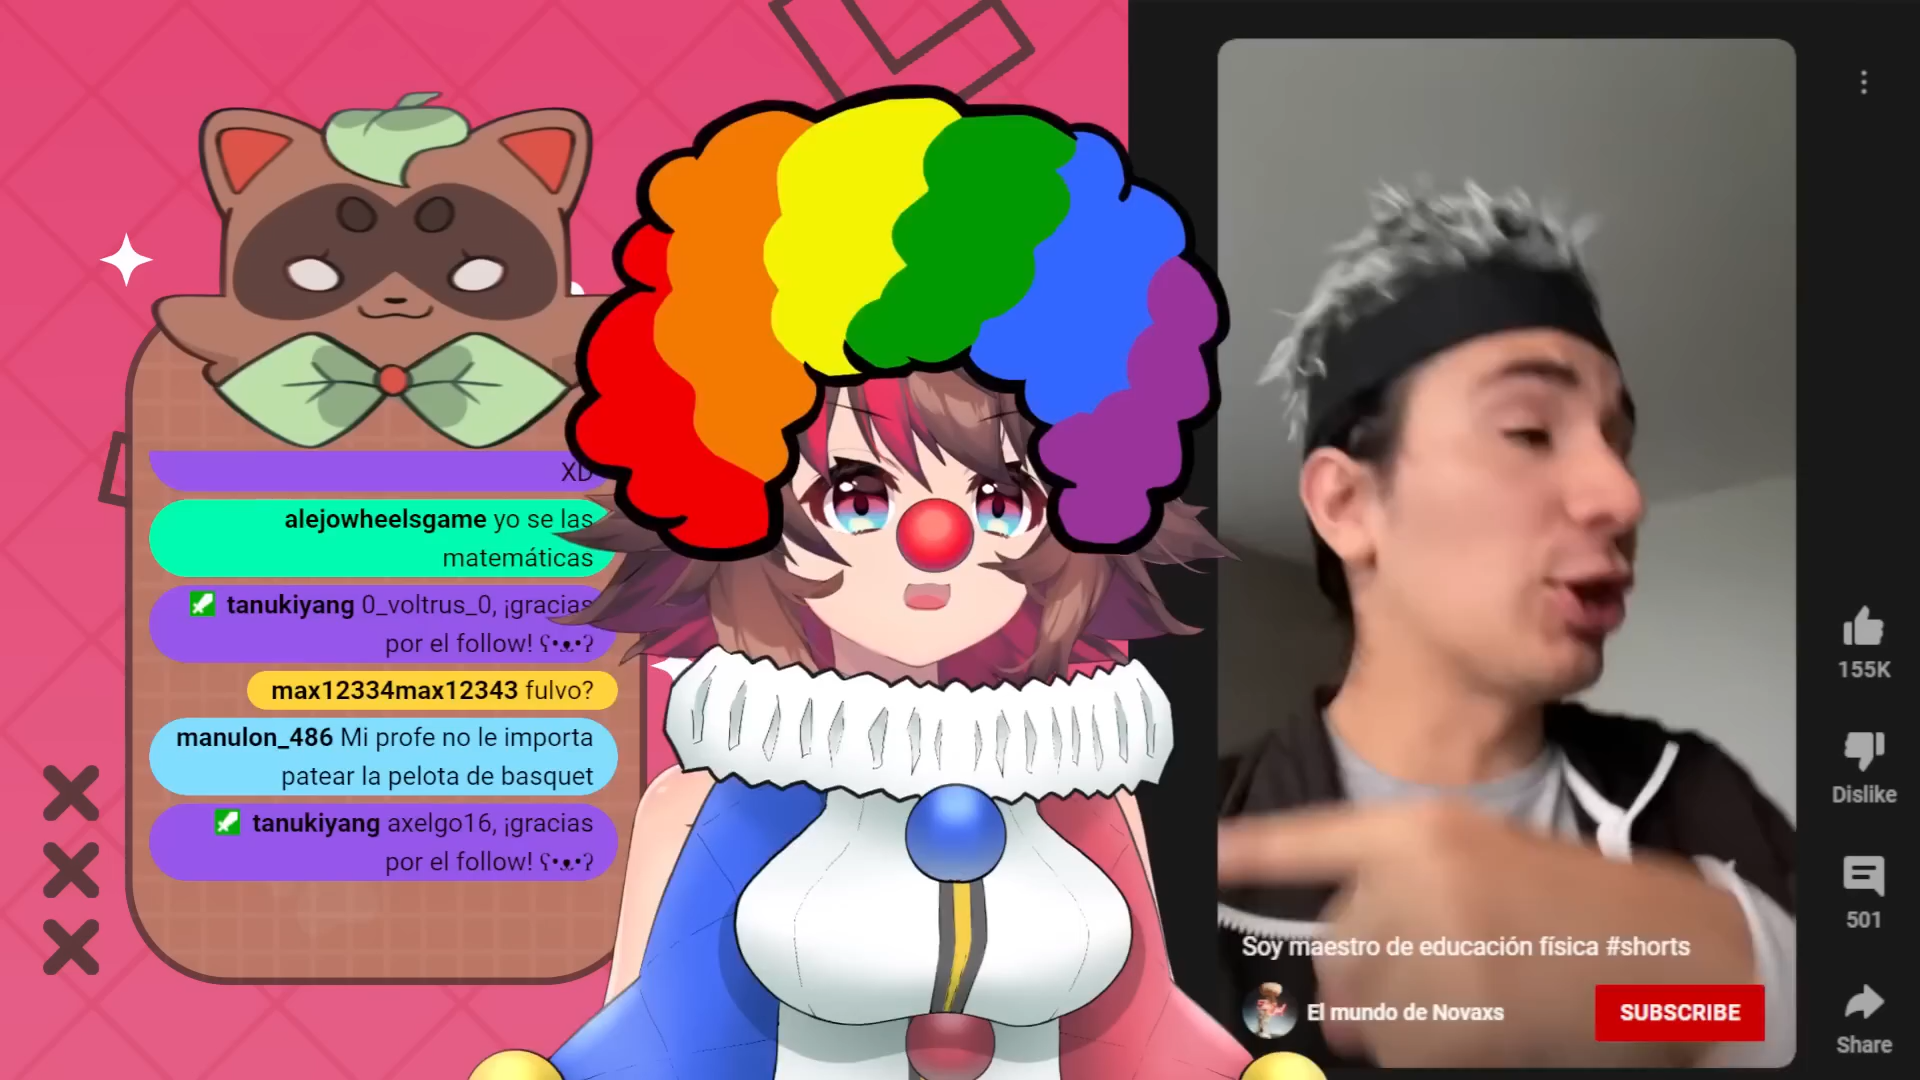 XD
alejowheelsgame yo se las
matemáticas
tanukiyang 0_voltrus_0, ¡gracias
por el follow! ʕ•ᴥ•ʔ
max12334max12343 fulvo?
manulon_486 Mi profe no le importa
patear la pelota de basquet
tanukiyang axelgo16, ¡gracias
por el follow! ʕ•ᴥ•ʔ
155K
Dislike
501
Share
Soy maestro de educación física #shorts
El mundo de Novaxs
SUBSCRIBE